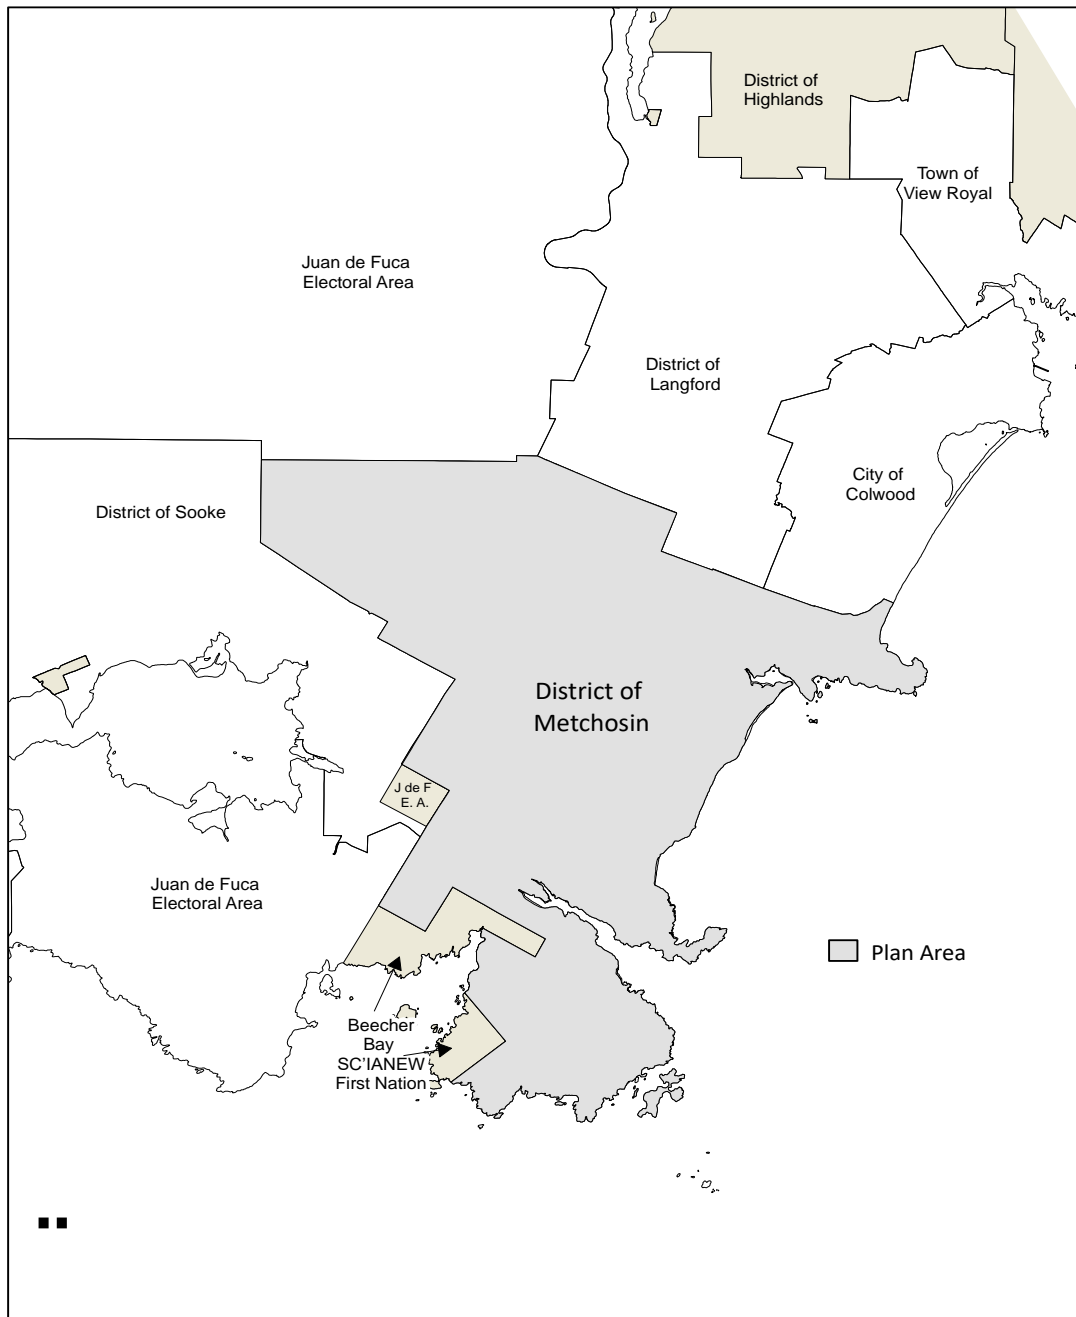 District of
Highlands
Town of
View Royal
Juan de Fuca
Electoral Area
District of
Langford
City of
Colwood
District of Sooke
District of
Metchosin
J de F
E. A.
Juan de Fuca
Electoral Area
Plan Area
Beecher
Bay
SC'IANEW
First Nation